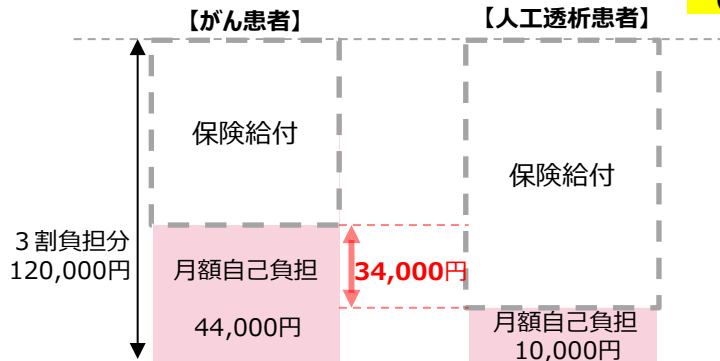 【がん患者】
【人工透析患者】
保険給付
保険給付
3割負担分
120,000円
月額自己負担
44,000円
34,000円
月額自己負担
10,000円